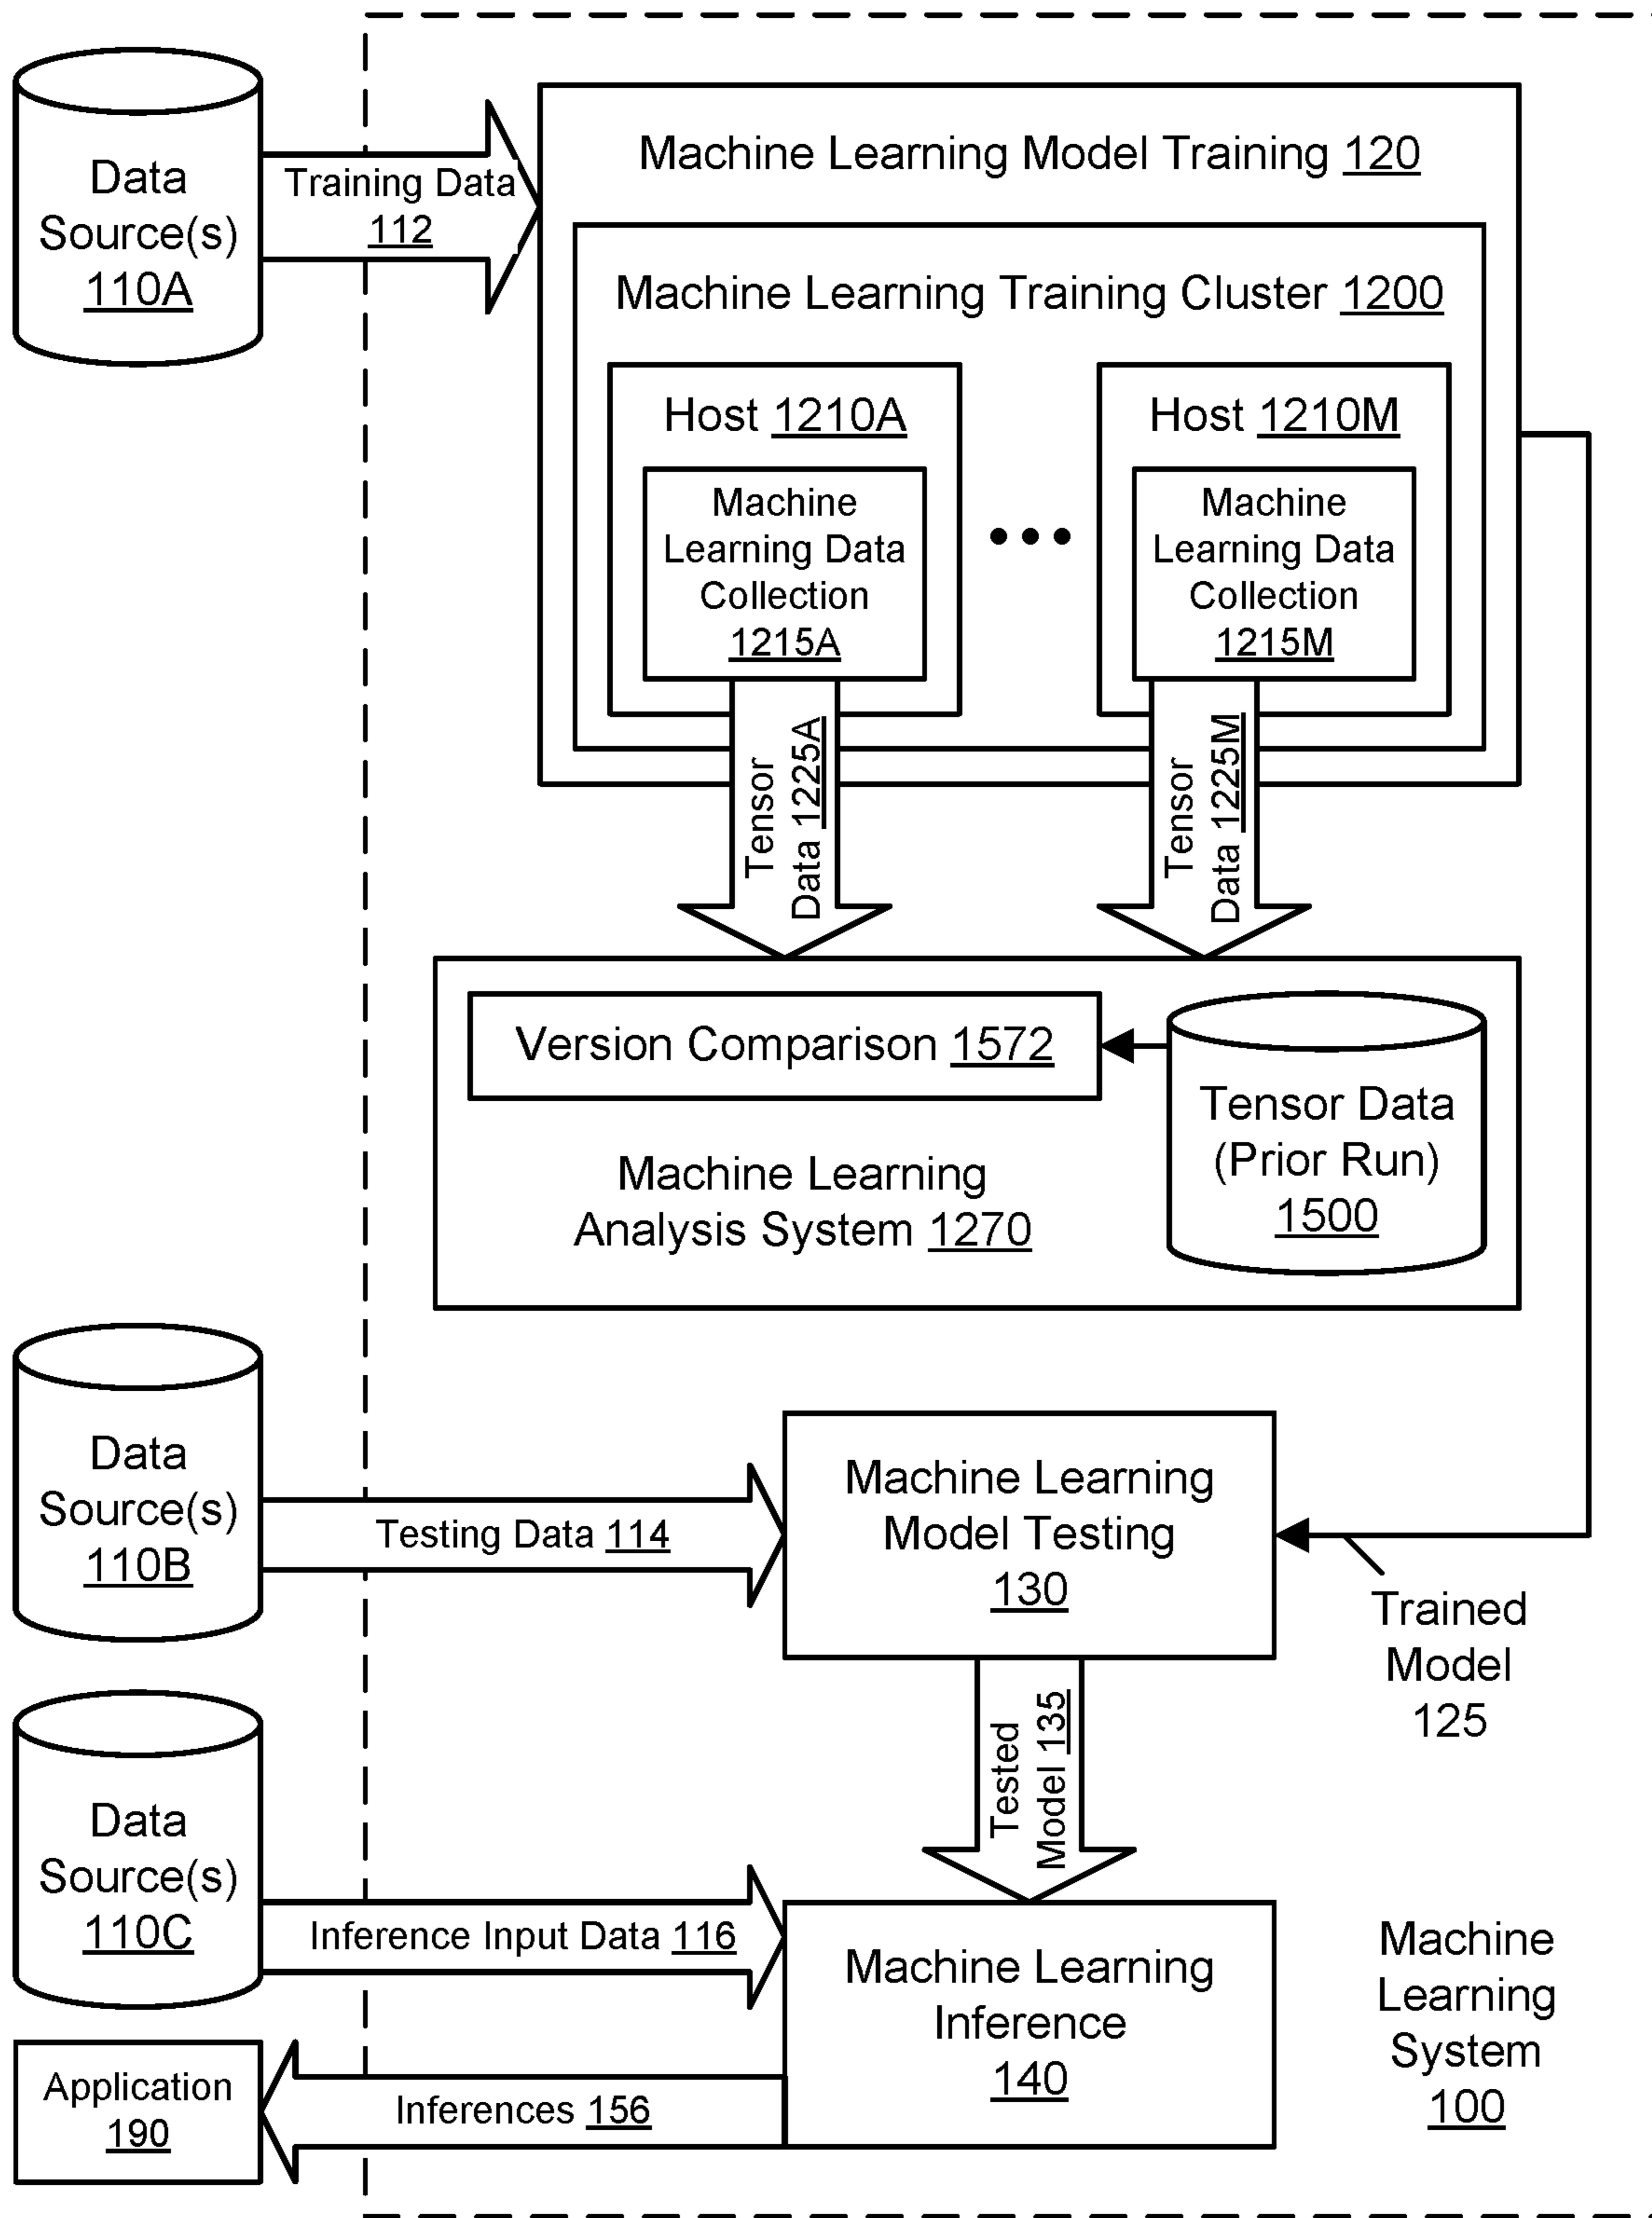 Data
Source(s)
110A
Training Data
112
Machine Learning Model Training 120
Machine Learning Training Cluster 1200
Host 1210A
Machine
Learning Data
Collection
1215A
Host 1210M
Machine
Learning Data
Collection
1215M
Tensor
Data 1225A
Tensor
Data 1225M
Version Comparison 1572
Tensor Data
(Prior Run)
1500
Machine Learning
Analysis System 1270
Data
Source(s)
110B
Testing Data 114
Machine Learning
Model Testing
130
Trained
Model
125
Tested
Model 135
Data
Source(s)
110C
Inference Input Data 116
Machine Learning
Inference
140
Application
190
Inferences 156
Machine
Learning
System
100